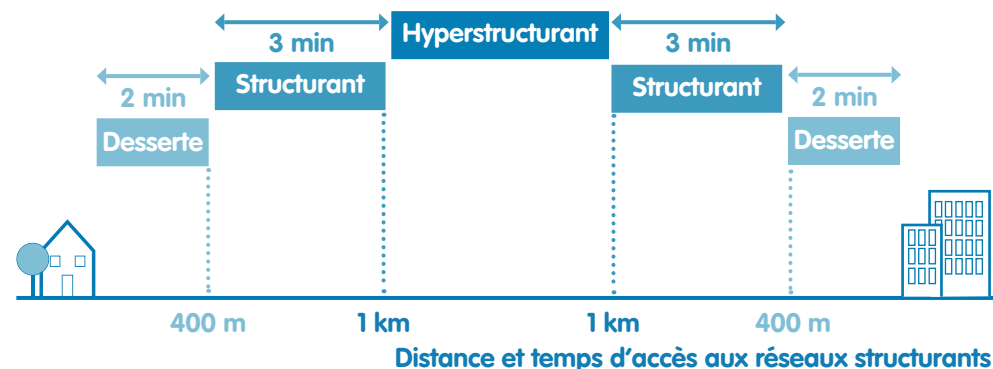 Hyperstructurant
3 min 3 min
Structurant Structurant
2 min 2 min
Desserte Desserte
400 m 1 km 1 km 400 m
Distance et temps d’accès aux réseaux structurants